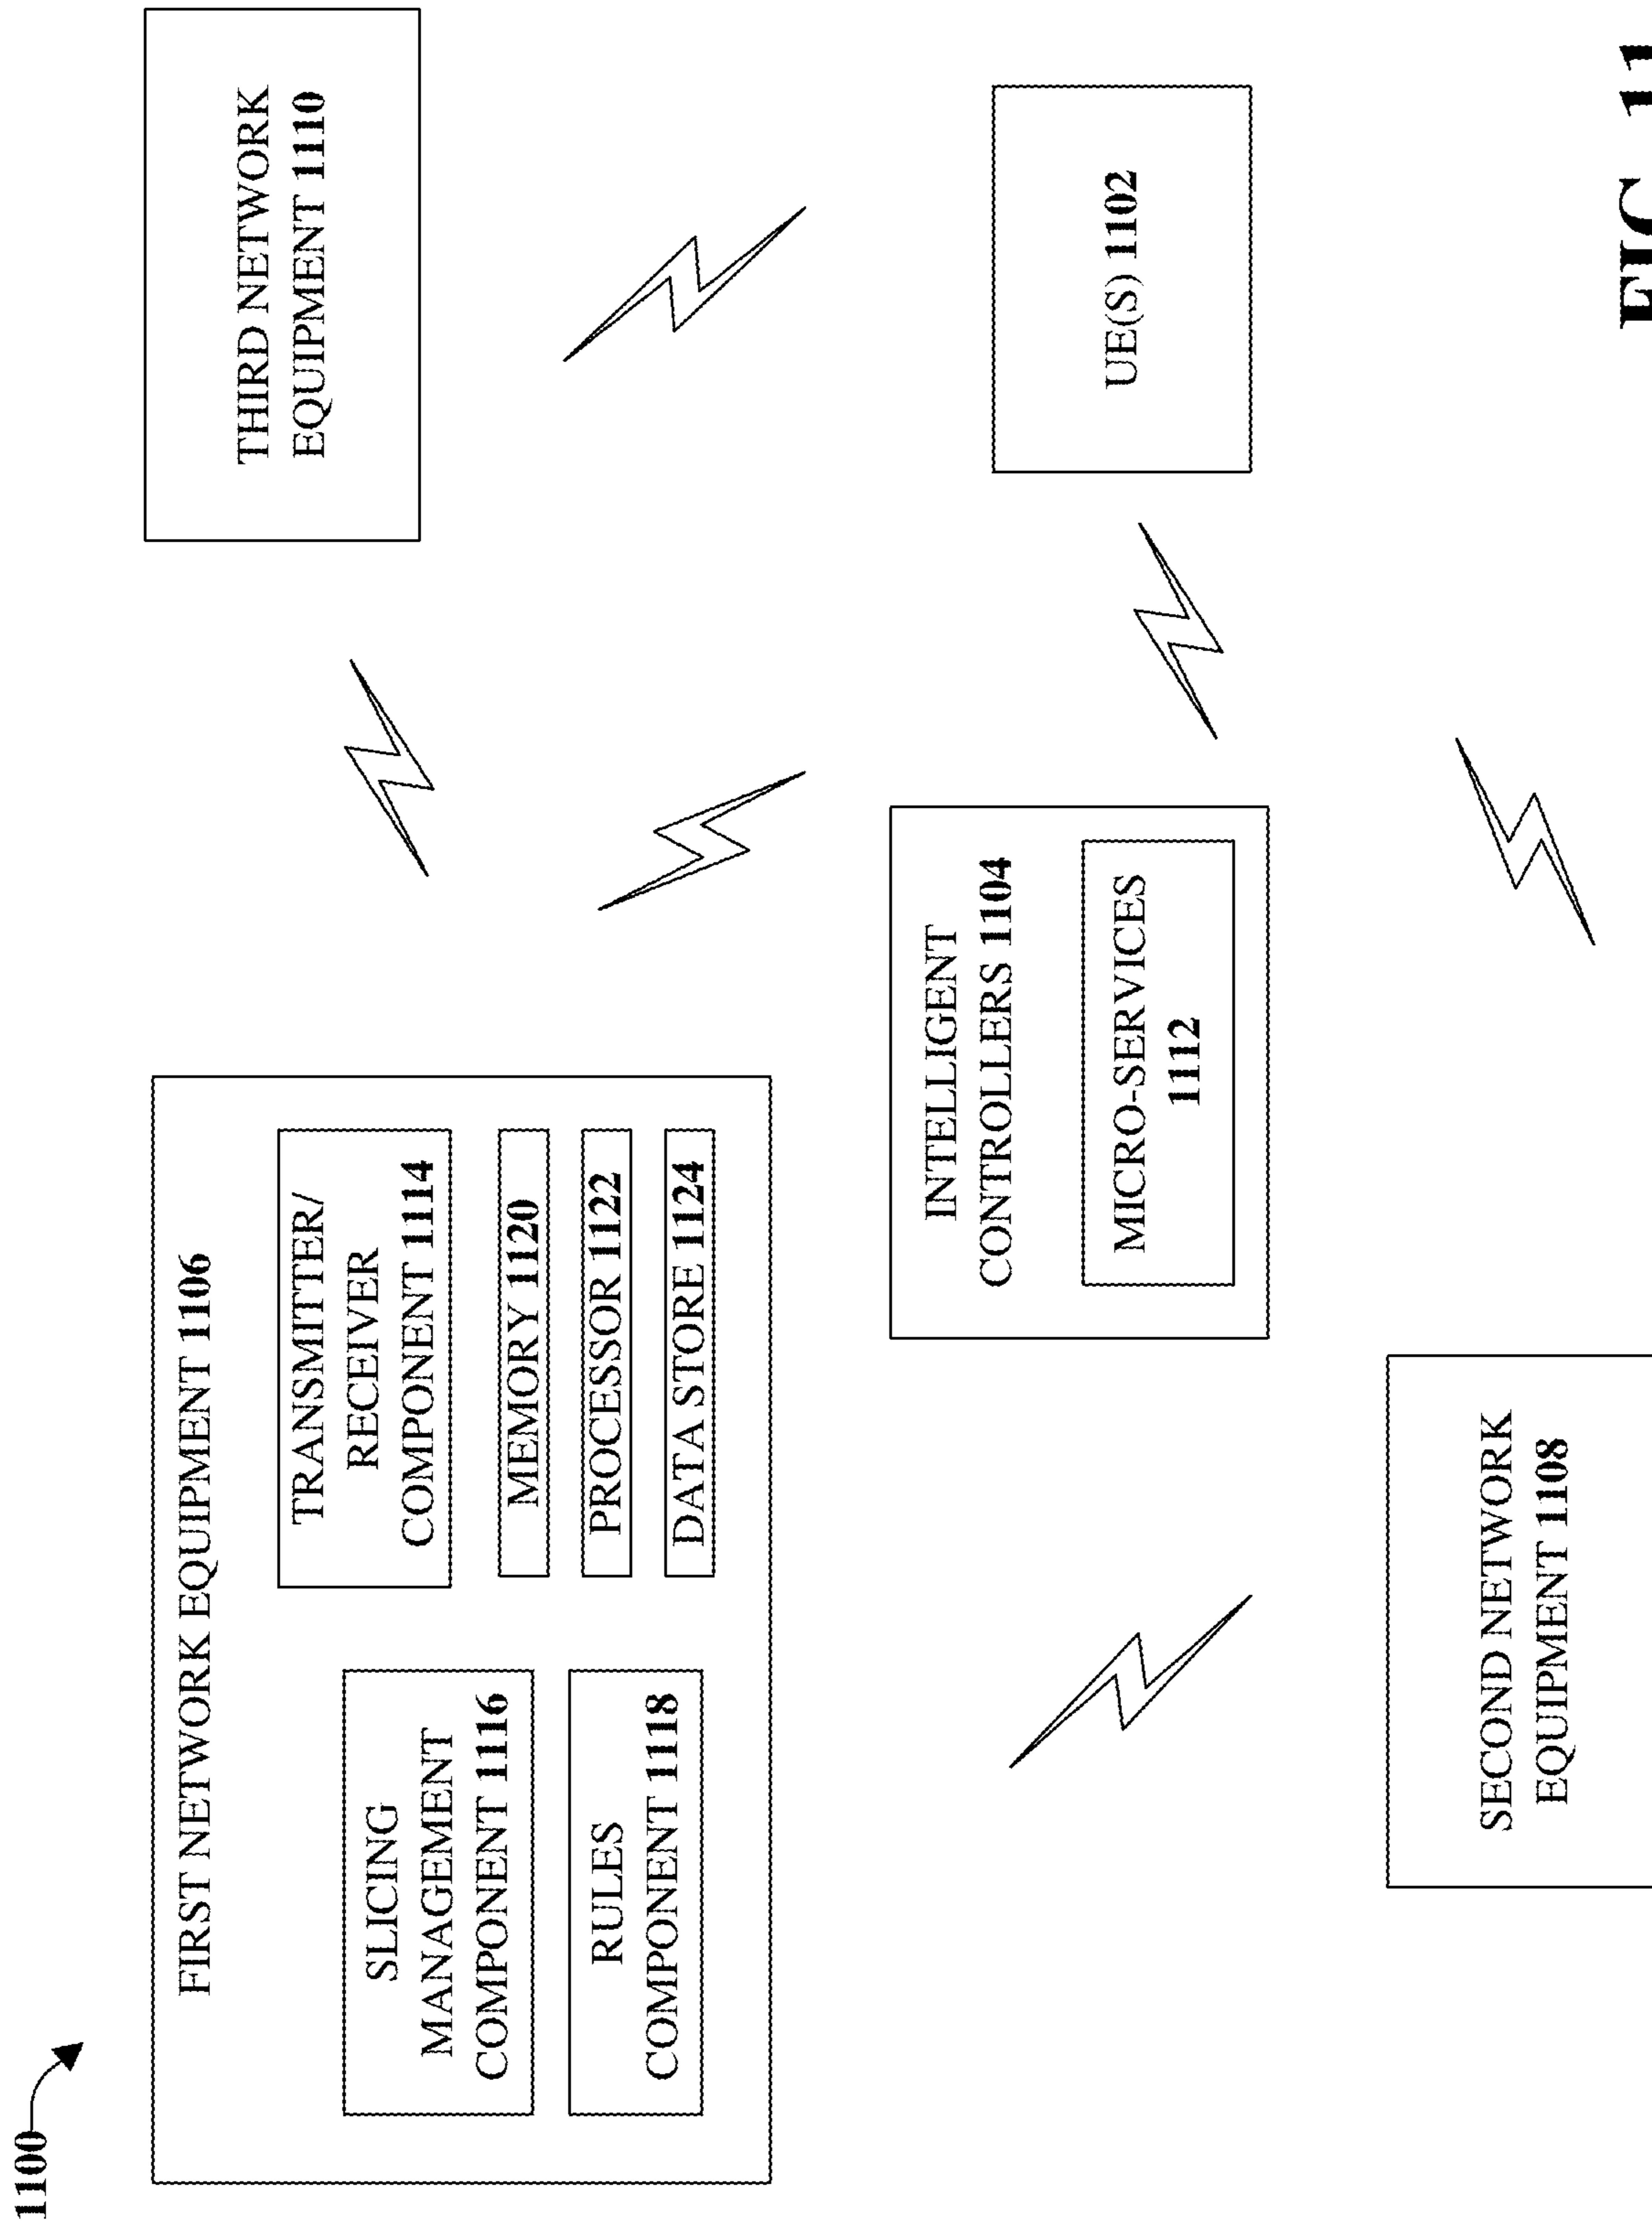 1100
FIRST NETWORK EQUIPMENT 1106
SLICING
MANAGEMENT
COMPONENT 1116
RULES
COMPONENT 1118
TRANSMITTER/
RECEIVER
COMPONENT 1114
MEMORY 1120
PROCESSOR 1122
DATA STORE 1124
THIRD NETWORK
EQUIPMENT 1110
INTELLIGENT
CONTROLLERS 1104
MICRO-SERVICES
1112
UE(S) 1102
SECOND NETWORK
EQUIPMENT 1108
FIG. 11